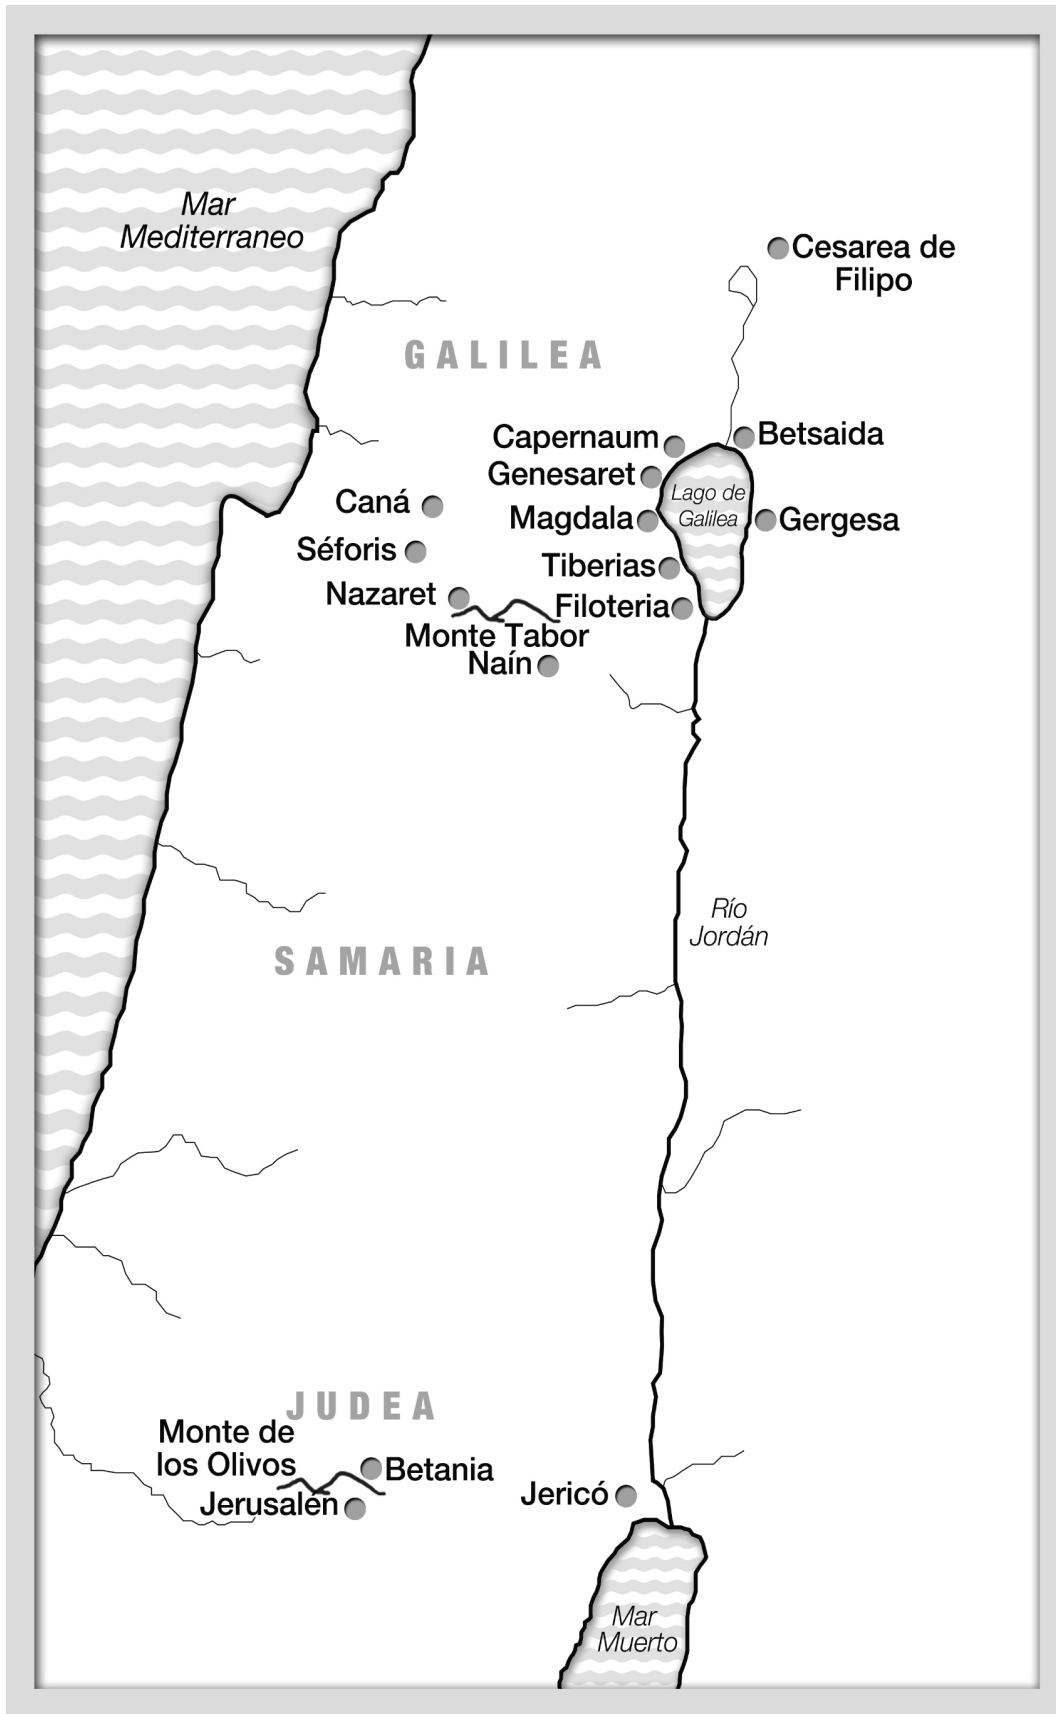 Mar
Mediterraneo
Cesarea de
Filipo
GALILEA
Capernaum
Betsaida
Genesaret
Lago de
Galilea
Caná
Magdala
Gergesa
Séforis
Tiberias
Nazaret
Filoteria
Monte Tabor
Naín
Río
Jordán
SAMARIA
JUDEA
Monte de
los Olivos
Betania
Jerusalén
Jericó
Mar
Muerto